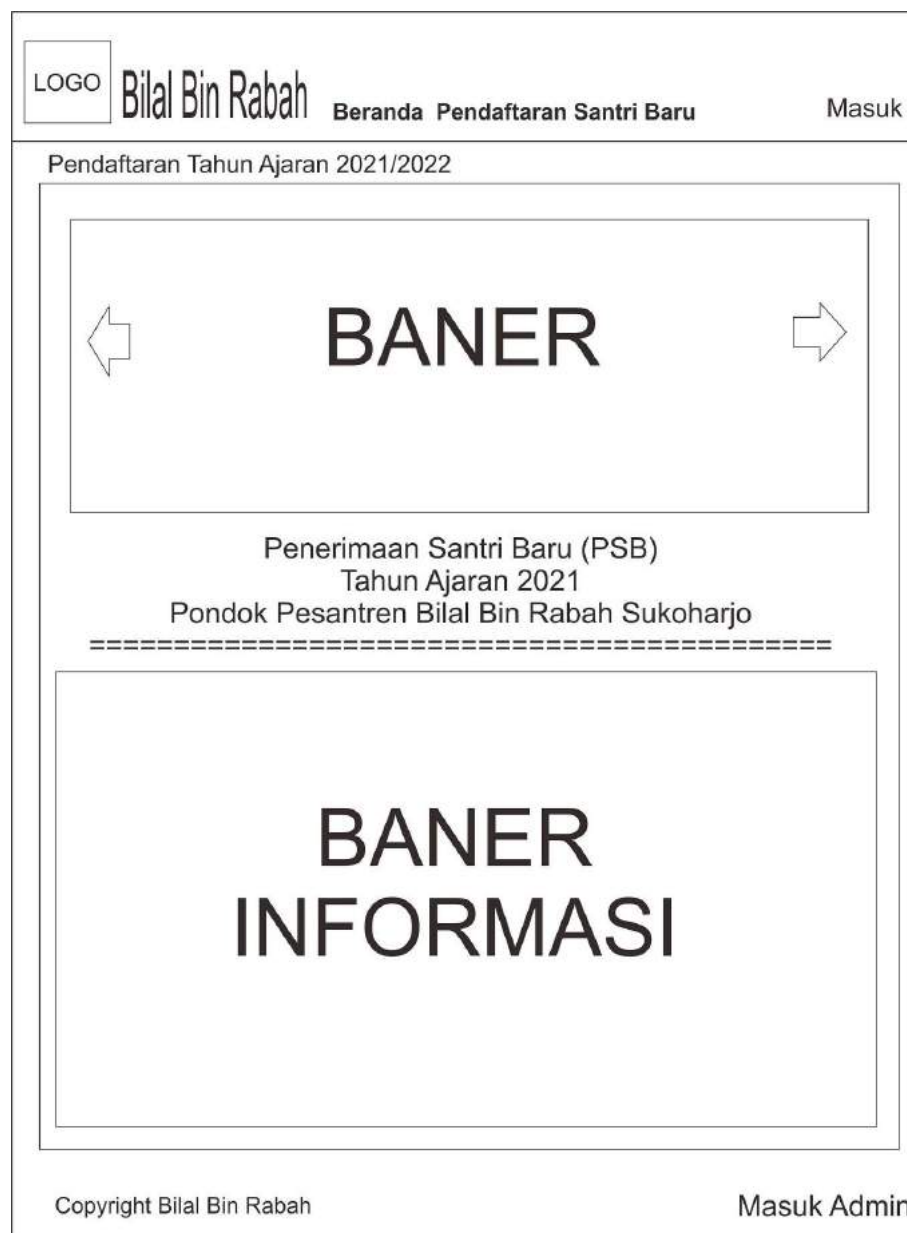 LOGO Bilal Bin Rabah Beranda Pendaftaran Santri Baru Masuk
Pendaftaran Tahun Ajaran 2021/2022
BANER
Penerimaan Santri Baru (PSB)
Tahun Ajaran 2021
Pondok Pesantren Bilal Bin Rabah Sukoharjo
============================================
BANER
INFORMASI
Copyright Bilal Bin Rabah Masuk Admin